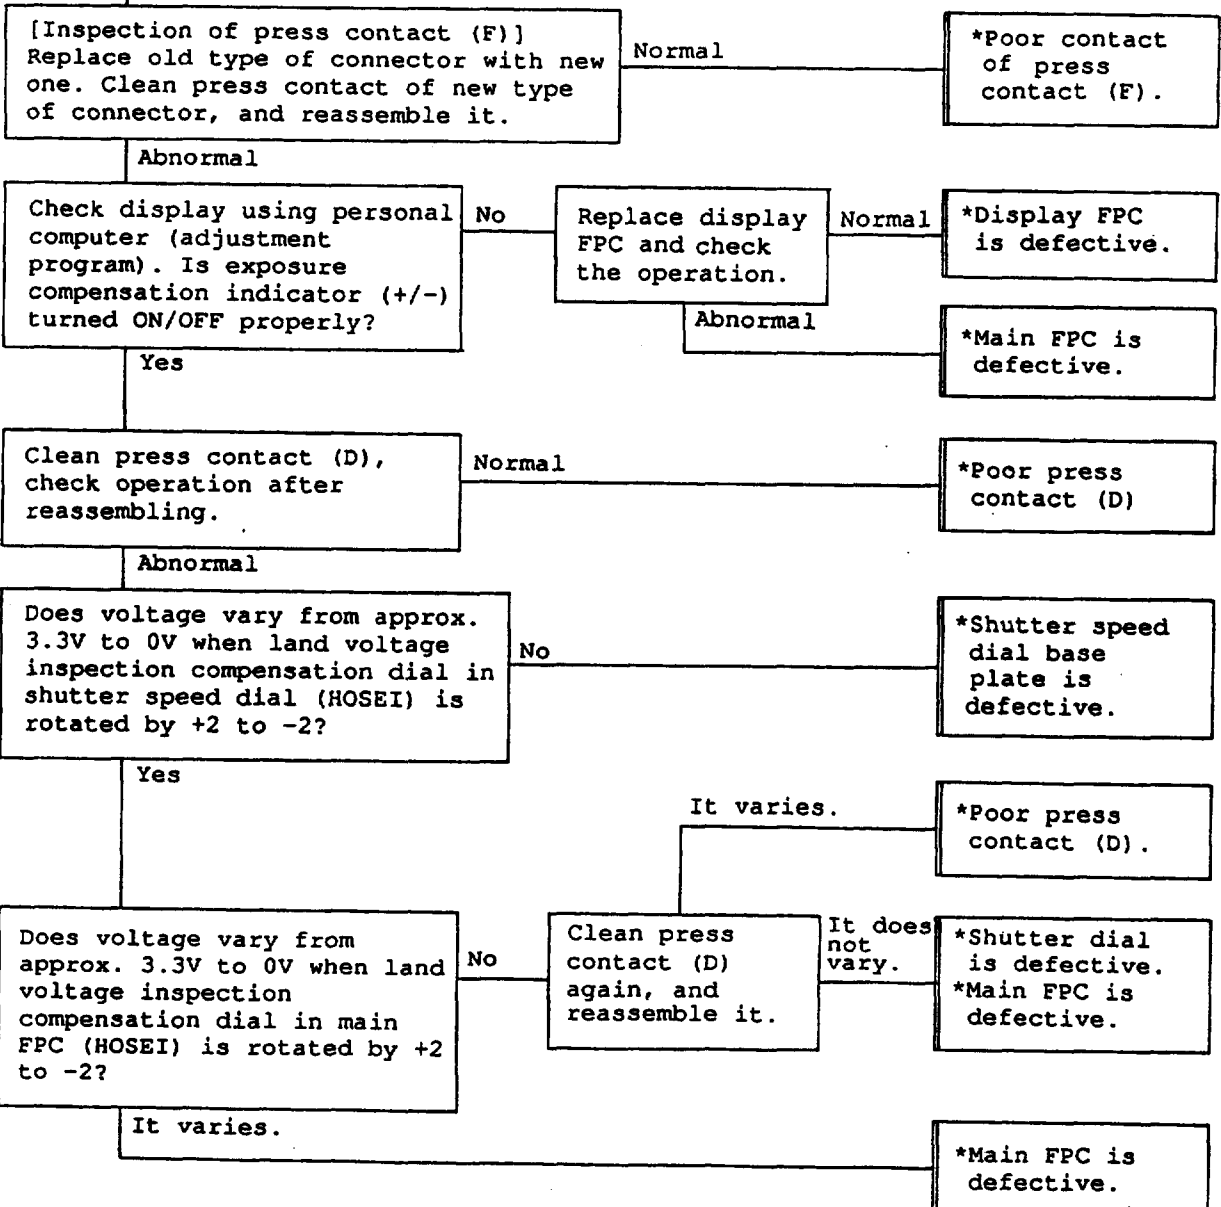 [Inspection of press contact (F)]
Replace old type of connector with new
one. Clean press contact of new type
of connector, and reassemble it.
Normal
*Poor contact
of press
contact (F).
Abnormal
Check display using personal
computer (adjustment
program). Is exposure
compensation indicator (+/-)
turned ON/OFF properly?
No
Replace display
FPC and check
the operation.
Normal
*Display FPC
is defective.
Abnormal
*Main FPC is
defective.
Yes
Clean press contact (D),
check operation after
reassembling.
Normal
*Poor press
contact (D)
Abnormal
Does voltage vary from approx.
3.3V to 0V when land voltage
inspection compensation dial in
shutter speed dial (HOSEI) is
rotated by +2 to -2?
No
*Shutter speed
dial base
plate is
defective.
Yes
It varies.
*Poor press
contact (D).
Does voltage vary from
approx. 3.3V to 0V when land
voltage inspection
compensation dial in main
FPC (HOSEI) is rotated by +2
to -2?
No
Clean press
contact (D)
again, and
reassemble it.
It does
not
vary.
*Shutter dial
is defective.
*Main FPC is
defective.
It varies.
*Main FPC is
defective.